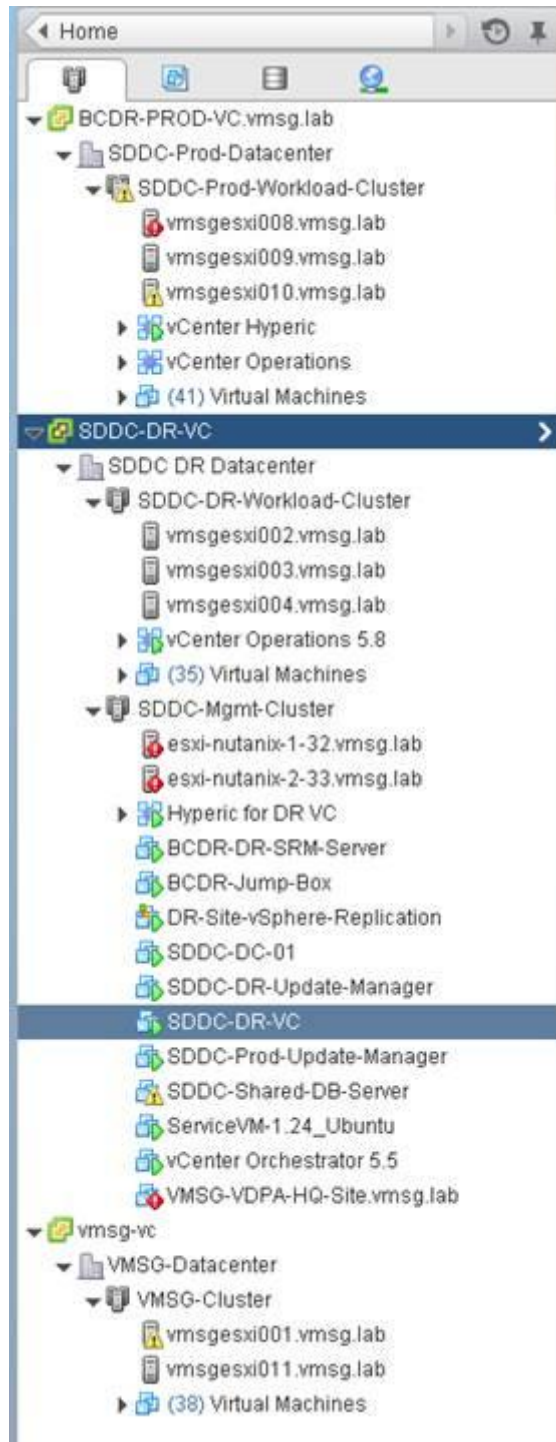 Home
BCDR-PROD-VC.vmsg.lab
SDDC-Prod-Datacenter
SDDC-Prod-Workload-Cluster
vmsgesxi008.vmsg.lab
vmsgesxi009.vmsg.lab
vmsgesxi010.vmsg.lab
vCenter Hyperic
vCenter Operations
(41) Virtual Machines
SDDC-DR-VC
SDDC DR Datacenter
SDDC-DR-Workload-Cluster
vmsgesxi002.vmsg.lab
vmsgesxi003.vmsg.lab
vmsgesxi004.vmsg.lab
vCenter Operations 5.8
(35) Virtual Machines
SDDC-Mgmt-Cluster
esxi-nutanix-1-32.vmsg.lab
esxi-nutanix-2-33.vmsg.lab
Hyperic for DR VC
BCDR-DR-SRM-Server
BCDR-Jump-Box
DR-Site-vSphere-Replication
SDDC-DC-01
SDDC-DR-Update-Manager
SDDC-DR-VC
SDDC-Prod-Update-Manager
SDDC-Shared-DB-Server
ServiceVM-1.24_Ubuntu
vCenter Orchestrator 5.5
VMSG-VDPA-HQ-Site.vmsg.lab
vmsg-vc
VMSG-Datacenter
VMSG-Cluster
vmsgesxi001.vmsg.lab
vmsgesxi011.vmsg.lab
(38) Virtual Machines